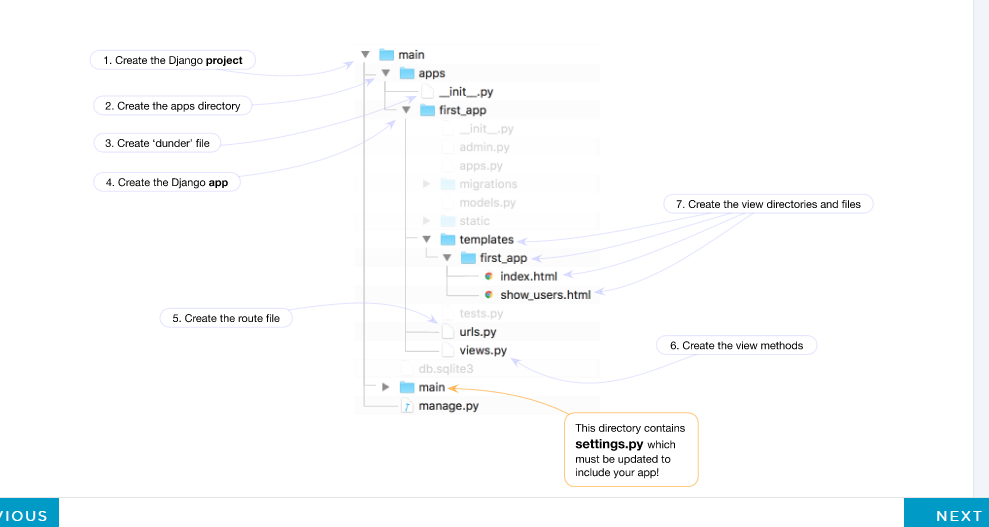 1. Create the Django project
2. Create the apps directory
3. Create ‘dunder’ file
4. Create the Django app
main
apps
__init__.py
first_app
__init__.py
admin.py
apps.py
migrations
models.py
static
templates
first_app
index.html
show_users.html
tests.py
urls.py
views.py
db.sqlite3
main
manage.py
7. Create the view directories and files
5. Create the route file
6. Create the view methods
This directory contains
settings.py which
must be updated to
include your app!
VIOUS
NEXT